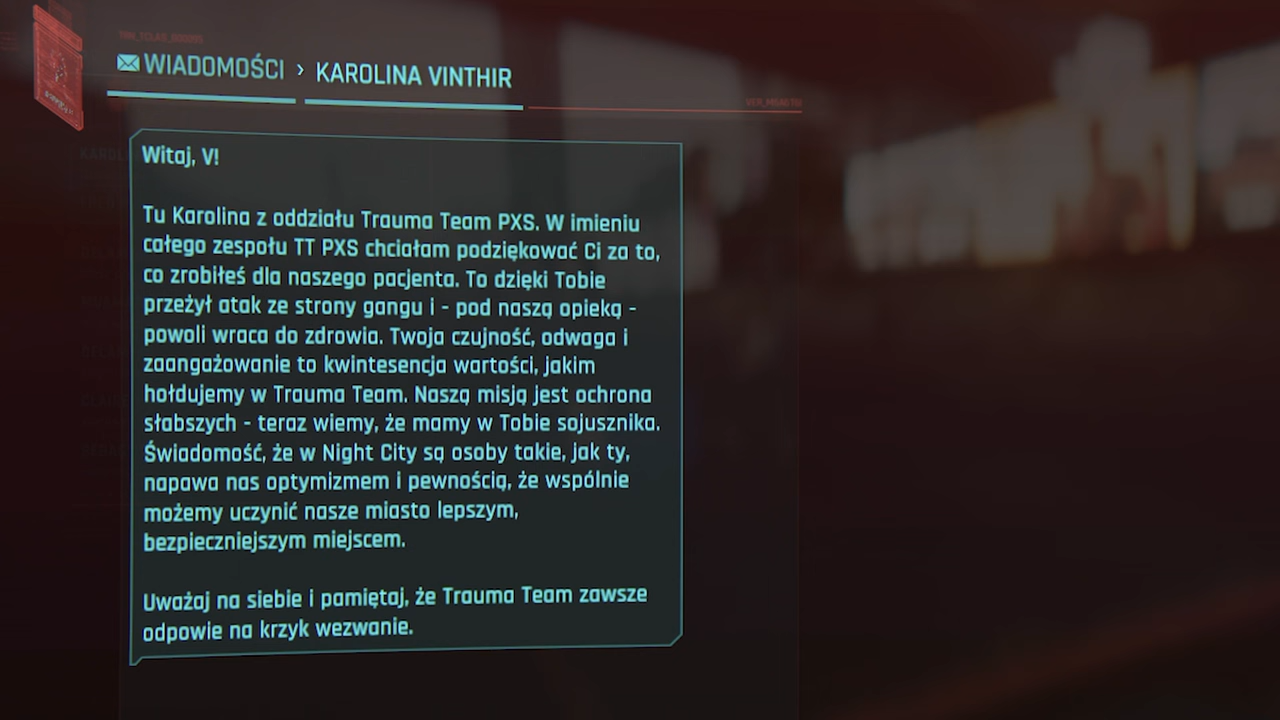 TRN_TCLAS_800095
WIADOMOŚCI › KAROLINA VINTHIR
Witaj, V!
Tu Karolina z oddziału Trauma Team PXS. W imieniu
całego zespołu TT PXS chciałam podziękować Ci za to,
co zrobiłeś dla naszego pacjenta. To dzięki Tobie
przeżył atak ze strony gangu i - pod naszą opieką -
powoli wraca do zdrowia. Twoja czujność, odwaga i
zaangażowanie to kwintesencja wartości, jakim
hołdujemy w Trauma Team. Naszą misją jest ochrona
słabszych - teraz wiemy, że mamy w Tobie sojusznika.
Świadomość, że w Night City są osoby takie, jak ty,
napawa nas optymizmem i pewnością, że wspólnie
możemy uczynić nasze miasto lepszym,
bezpieczniejszym miejscem.
Uważaj na siebie i pamiętaj, że Trauma Team zawsze
odpowie na krzyk wezwanie.